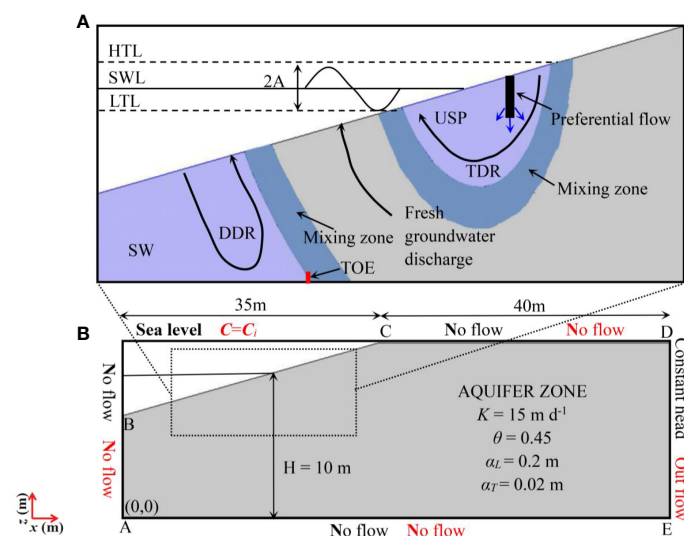 A
HTL
SWL
LTL
2A
USP
Preferential flow
TDR
Mixing zone
Fresh
groundwater
discharge
Mixing zone
DDR
SW
TOE
35m
40m
B
Sea level C=Ci
C
No flow
No flow
D
No flow
B
No flow
H = 10 m
AQUIFER ZONE
K = 15 m d-1
θ = 0.45
αL = 0.2 m
αT = 0.02 m
Constant head
Out flow
(0,0)
z (m)
x (m)
A
No flow
No flow
E